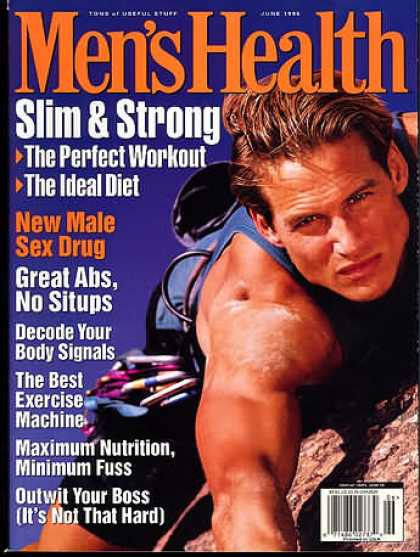 TONS of USEFUL STUFF
JUNE 1996
Men's Health
Slim & Strong
The Perfect Workout
The Ideal Diet
New Male
Sex Drug
Great Abs,
No Situps
Decode Your
Body Signals
The Best
Exercise
Machine
Maximum Nutrition,
Minimum Fuss
Outwit Your Boss
(It's Not That Hard)